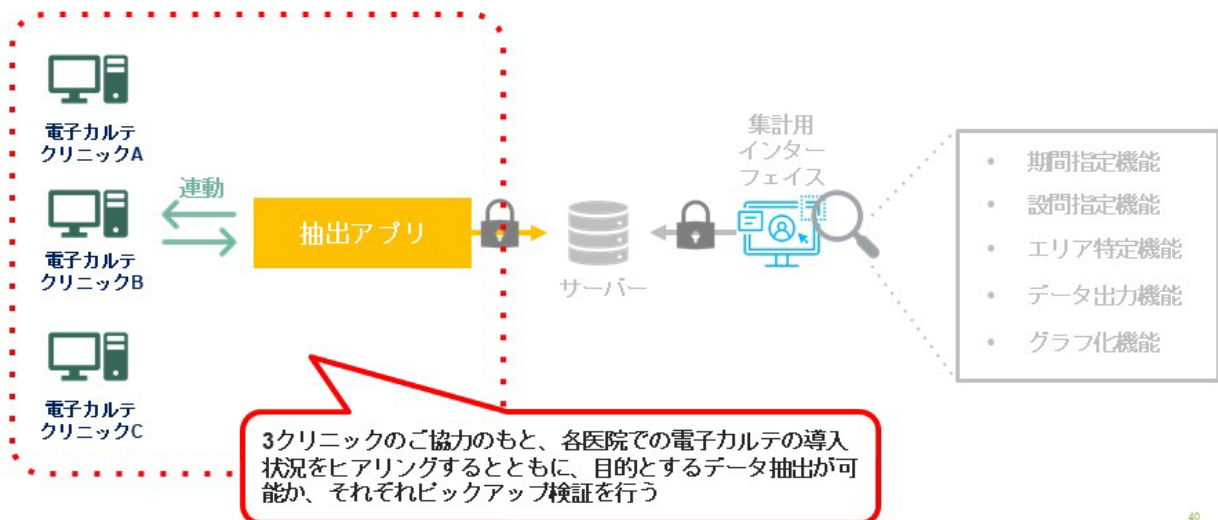 電子カルテ
クリニックA
電子カルテ
クリニックB
電子カルテ
クリニックC
連動
抽出アプリ
サーバー
集計用
インター
フェイス
• 期間指定機能
• 設問指定機能
• エリア特定機能
• データ出力機能
• グラフ化機能
3クリニックのご協力のもと、各医院での電子カルテの導入
状況をヒアリングするとともに、目的とするデータ抽出が可
能か、それぞれピックアップ検証を行う
40